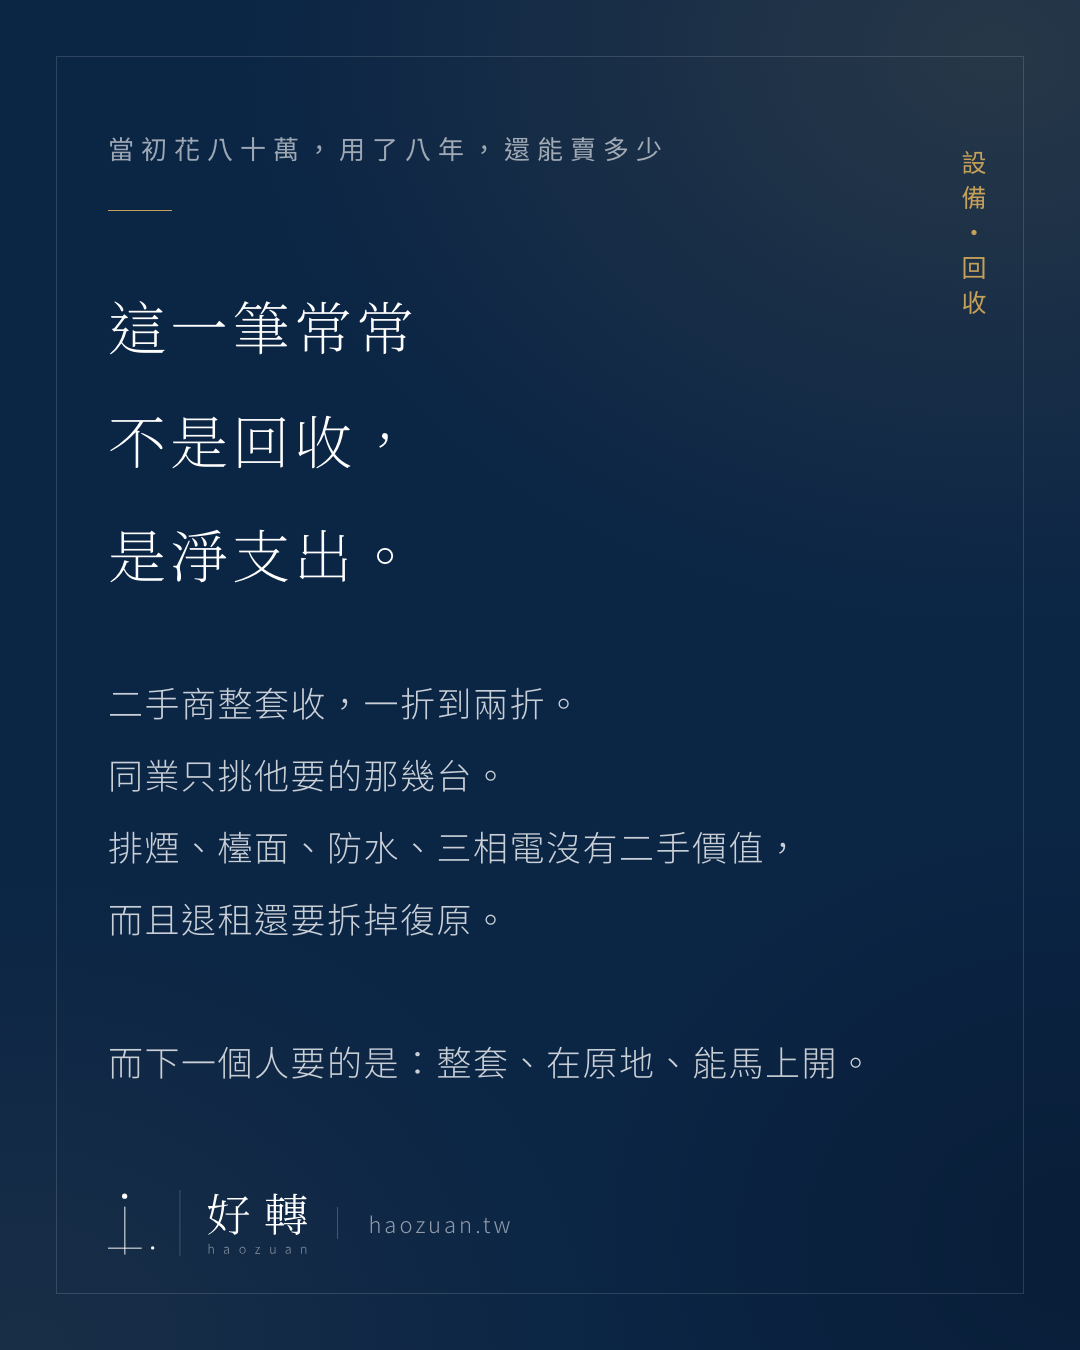 當初花八十萬，用了八年，還能賣多少
設備・回收
這一筆常常
不是回收，
是淨支出。
二手商整套收，一折到兩折。
同業只挑他要的那幾台。
排煙、檯面、防水、三相電沒有二手價值，
而且退租還要拆掉復原。
而下一個人要的是：整套、在原地、能馬上開。
好轉
haozuan
haozuan.tw